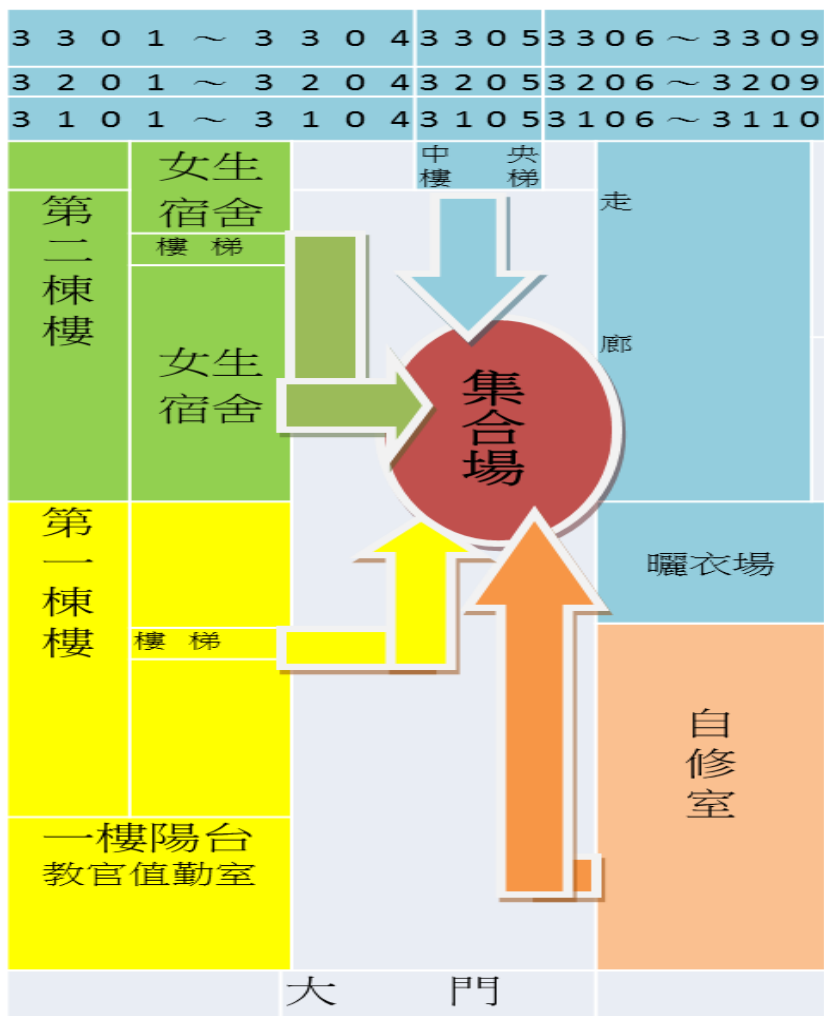 3301～3304 3305 3306～3309
3201～3204 3205 3206～3209
3101～3104 3105 3106～3110
中央
樓梯
女生
宿舍
樓梯
第二棟樓
女生
宿舍
走廊
集合場
第一棟樓
樓梯
曬衣場
自修室
一樓陽台
教官值勤室
大門